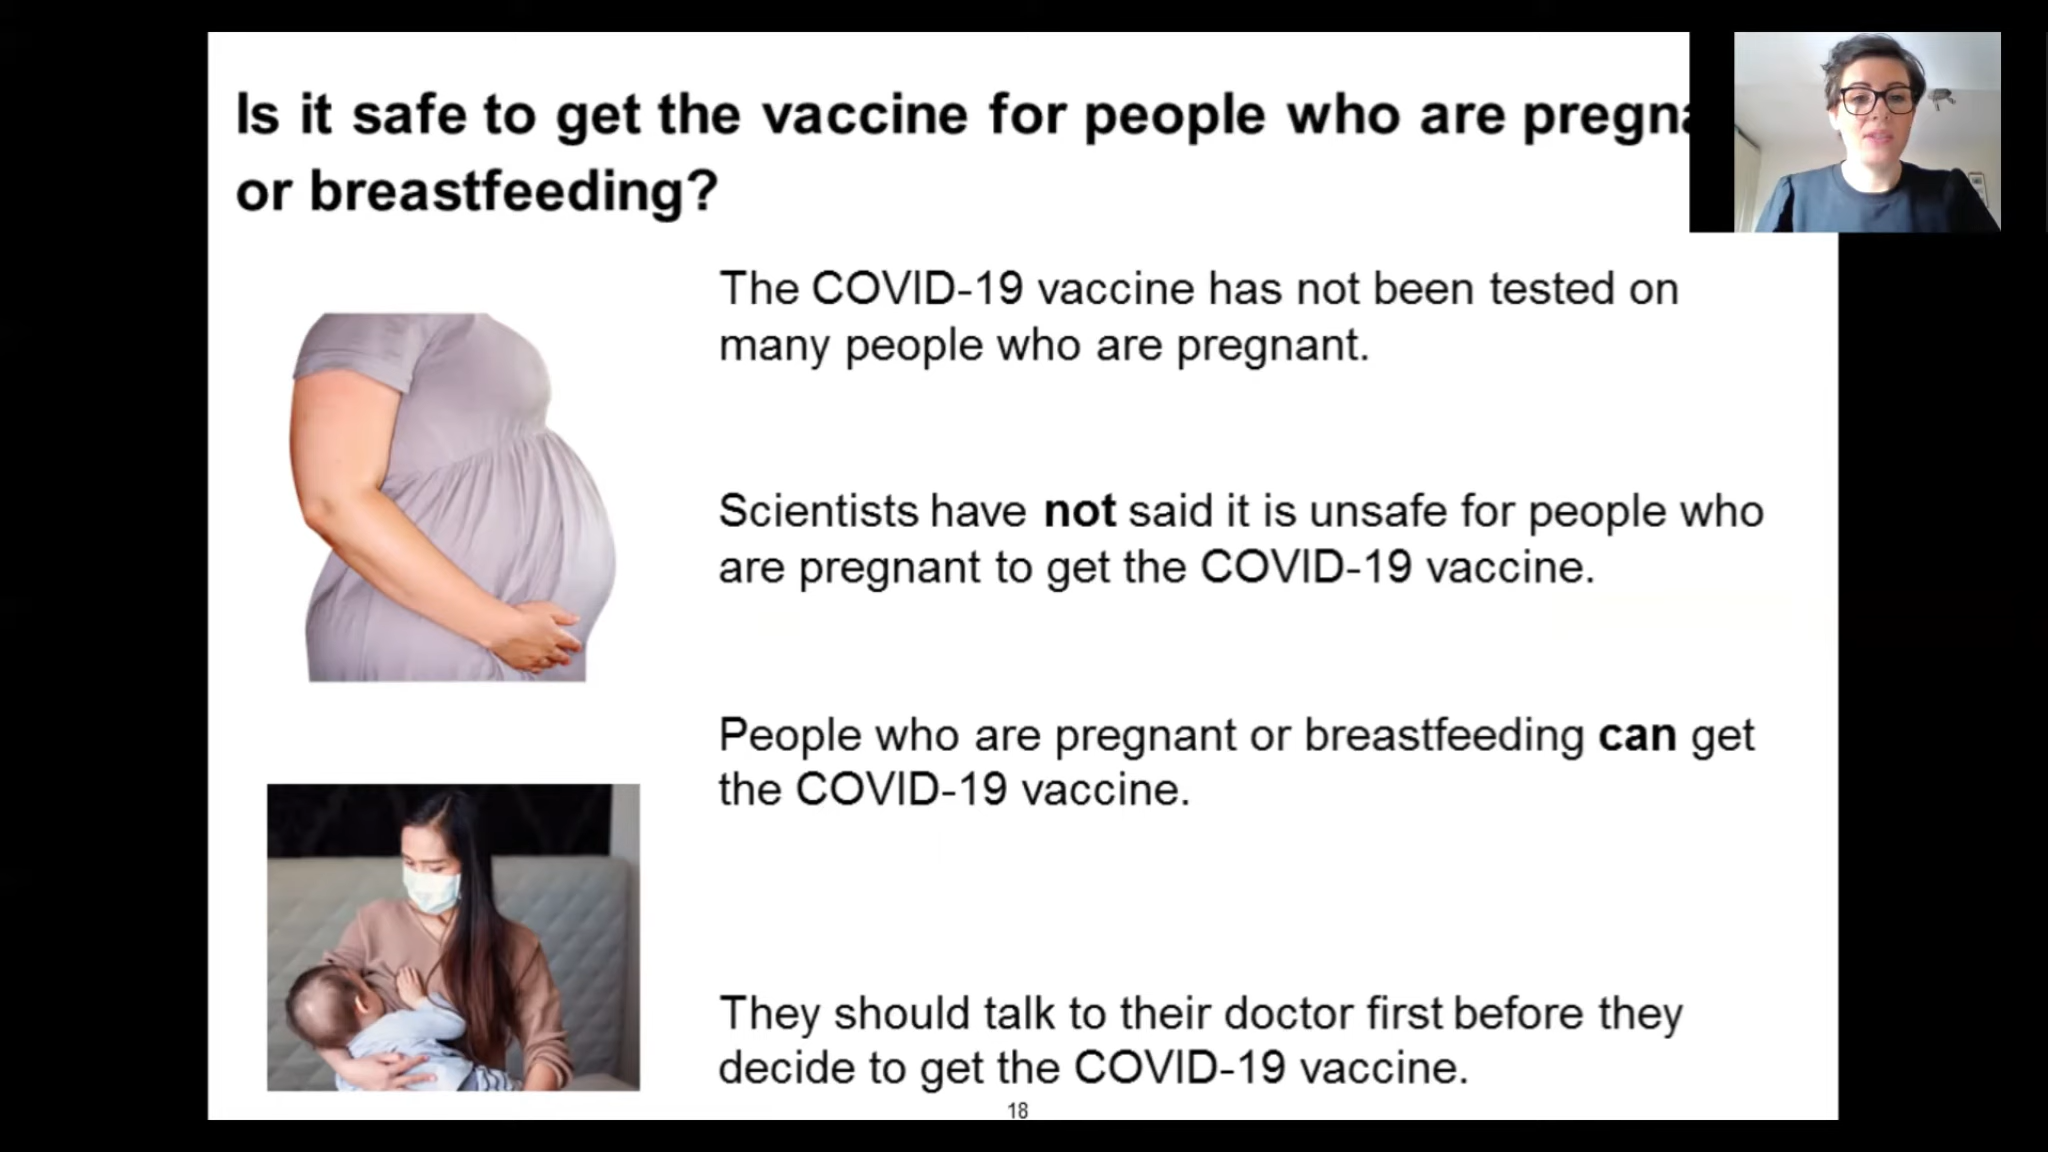 Is it safe to get the vaccine for people who are
or breastfeeding?
The COVID-19 vaccine has not been tested on
many people who are pregnant.
Scientists have not said it is unsafe for people who
are pregnant to get the COVID-19 vaccine.
People who are pregnant or breastfeeding can get
the COVID-19 vaccine.
They should talk to their doctor first before they
decide to get the COVID-19 vaccine.
18